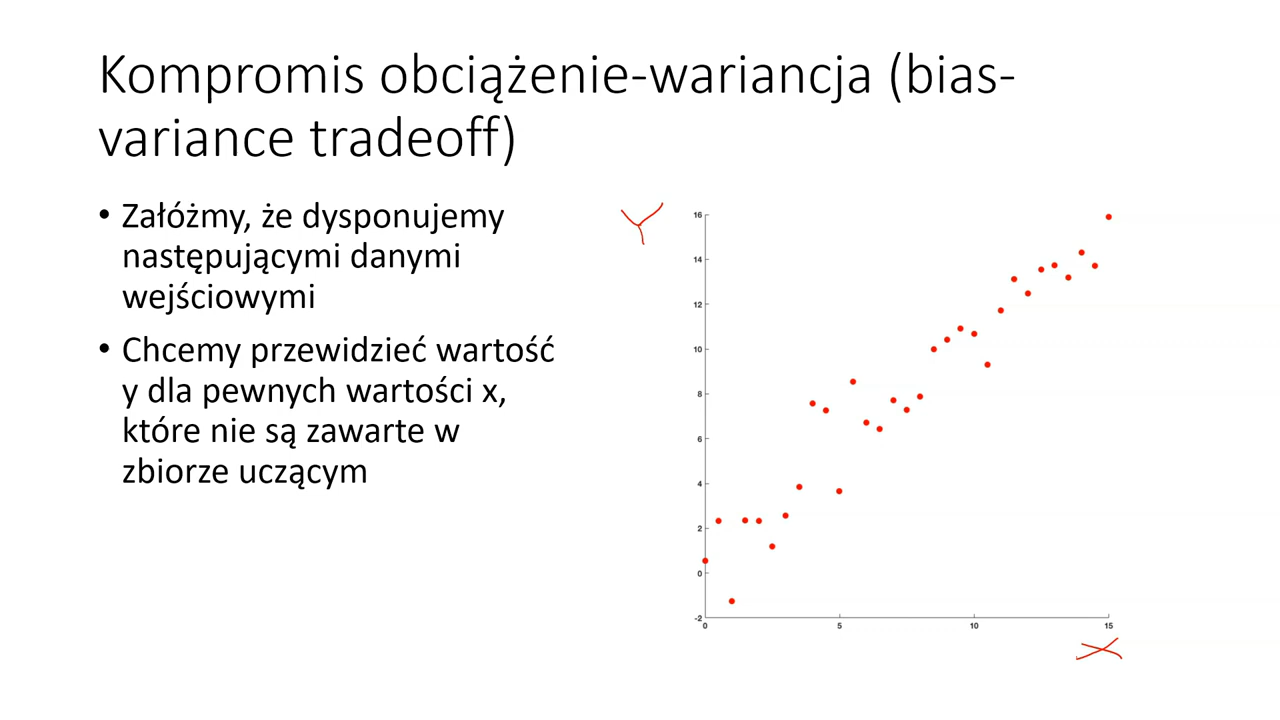 Kompromis obciążenie-wariancja (bias-
variance tradeoff)
• Załóżmy, że dysponujemy
następującymi danymi
wejściowymi
• Chcemy przewidzieć wartość
y dla pewnych wartości x,
które nie są zawarte w
zbiorze uczącym
Y
16
14
12
10
8
6
4
2
0
-2
0 5 10 15
X